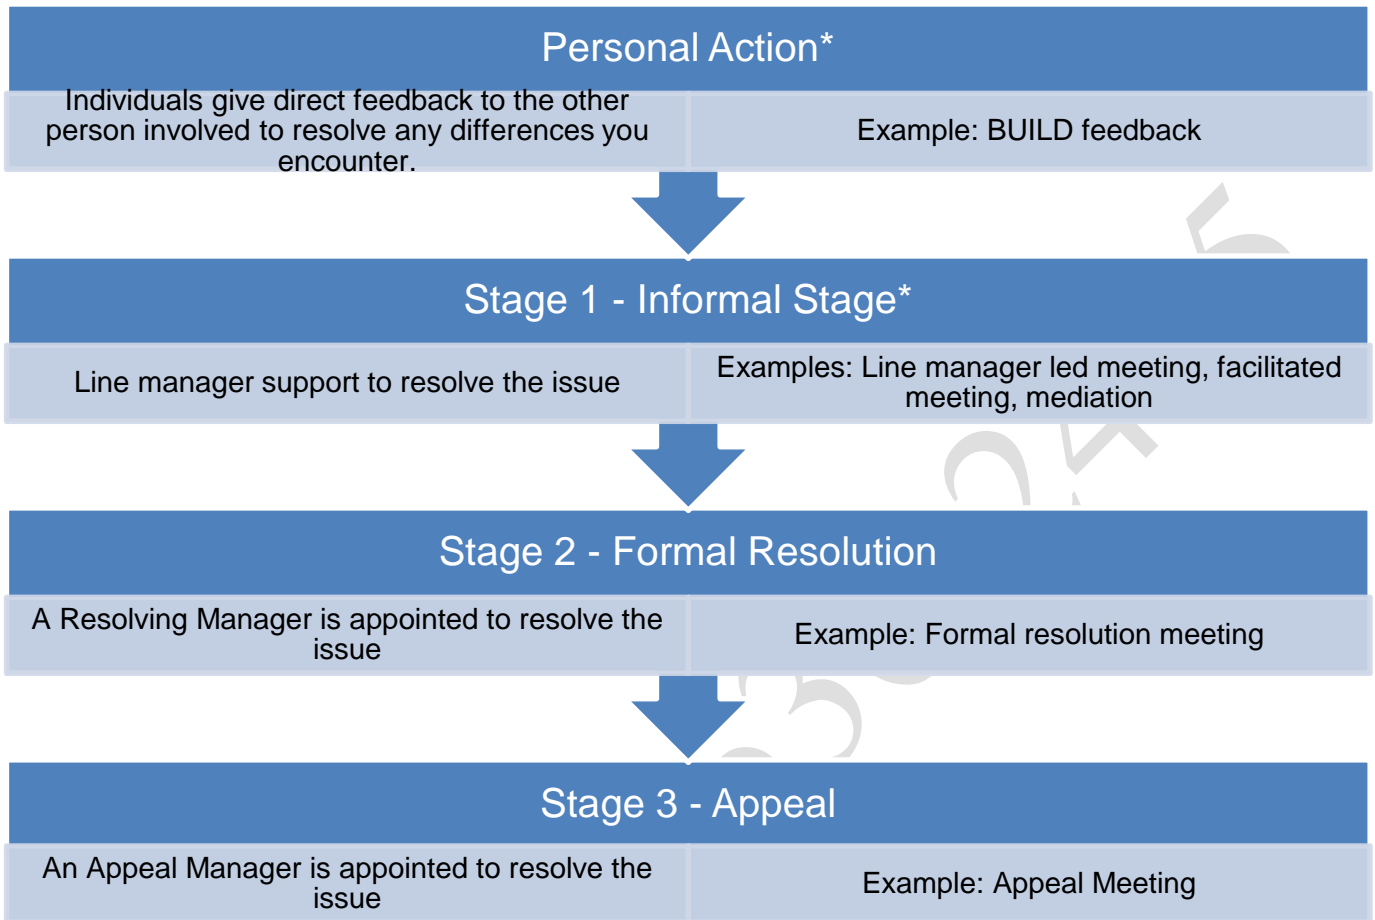 Personal Action*
Individuals give direct feedback to the other
person involved to resolve any differences you
encounter.
Example: BUILD feedback
Stage 1 - Informal Stage*
Line manager support to resolve the issue
Examples: Line manager led meeting, facilitated
meeting, mediation
Stage 2 - Formal Resolution
A Resolving Manager is appointed to resolve the
issue
Example: Formal resolution meeting
Stage 3 - Appeal
An Appeal Manager is appointed to resolve the
issue
Example: Appeal Meeting